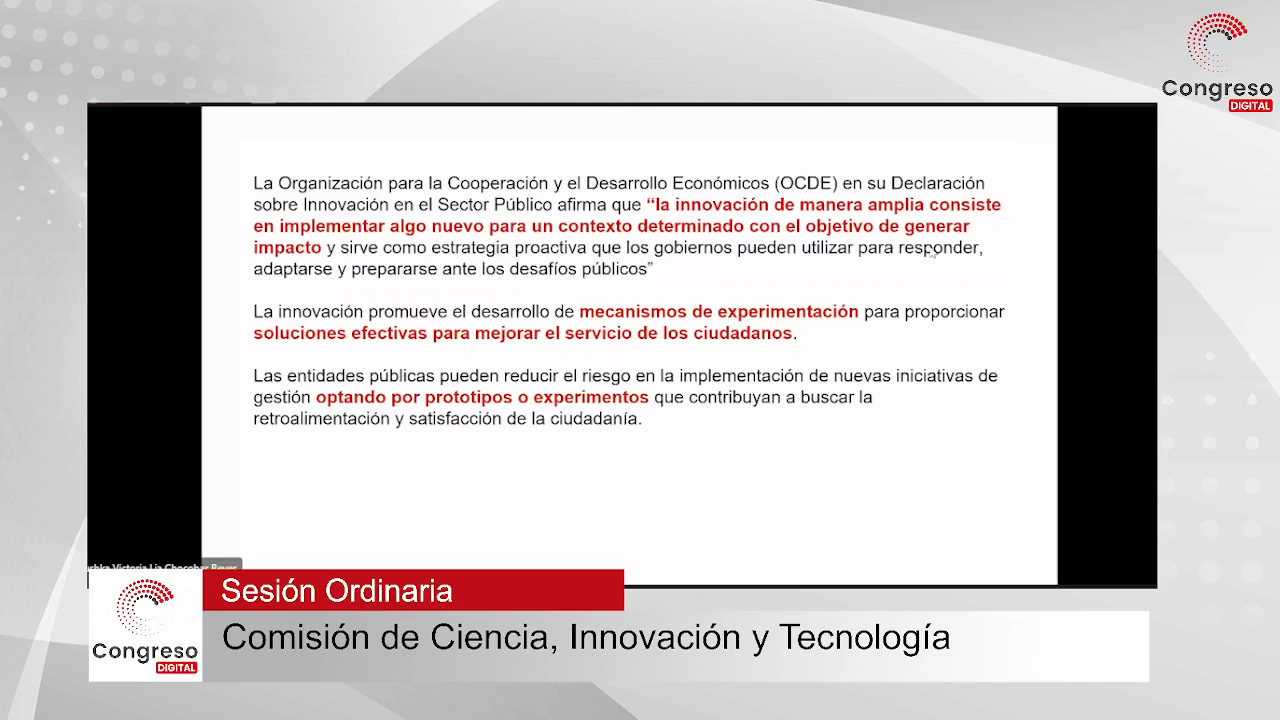 Congreso
DIGITAL
La Organización para la Cooperación y el Desarrollo Económicos (OCDE) en su Declaración
sobre Innovación en el Sector Público afirma que “la innovación de manera amplia consiste
en implementar algo nuevo para un contexto determinado con el objetivo de generar
impacto y sirve como estrategia proactiva que los gobiernos pueden utilizar para responder,
adaptarse y prepararse ante los desafíos públicos”
La innovación promueve el desarrollo de mecanismos de experimentación para proporcionar
soluciones efectivas para mejorar el servicio de los ciudadanos.
Las entidades públicas pueden reducir el riesgo en la implementación de nuevas iniciativas de
gestión optando por prototipos o experimentos que contribuyan a buscar la
retroalimentación y satisfacción de la ciudadanía.
Victoria Lia Chocobar Reyes
Sesión Ordinaria
Comisión de Ciencia, Innovación y Tecnología
Congreso
DIGITAL